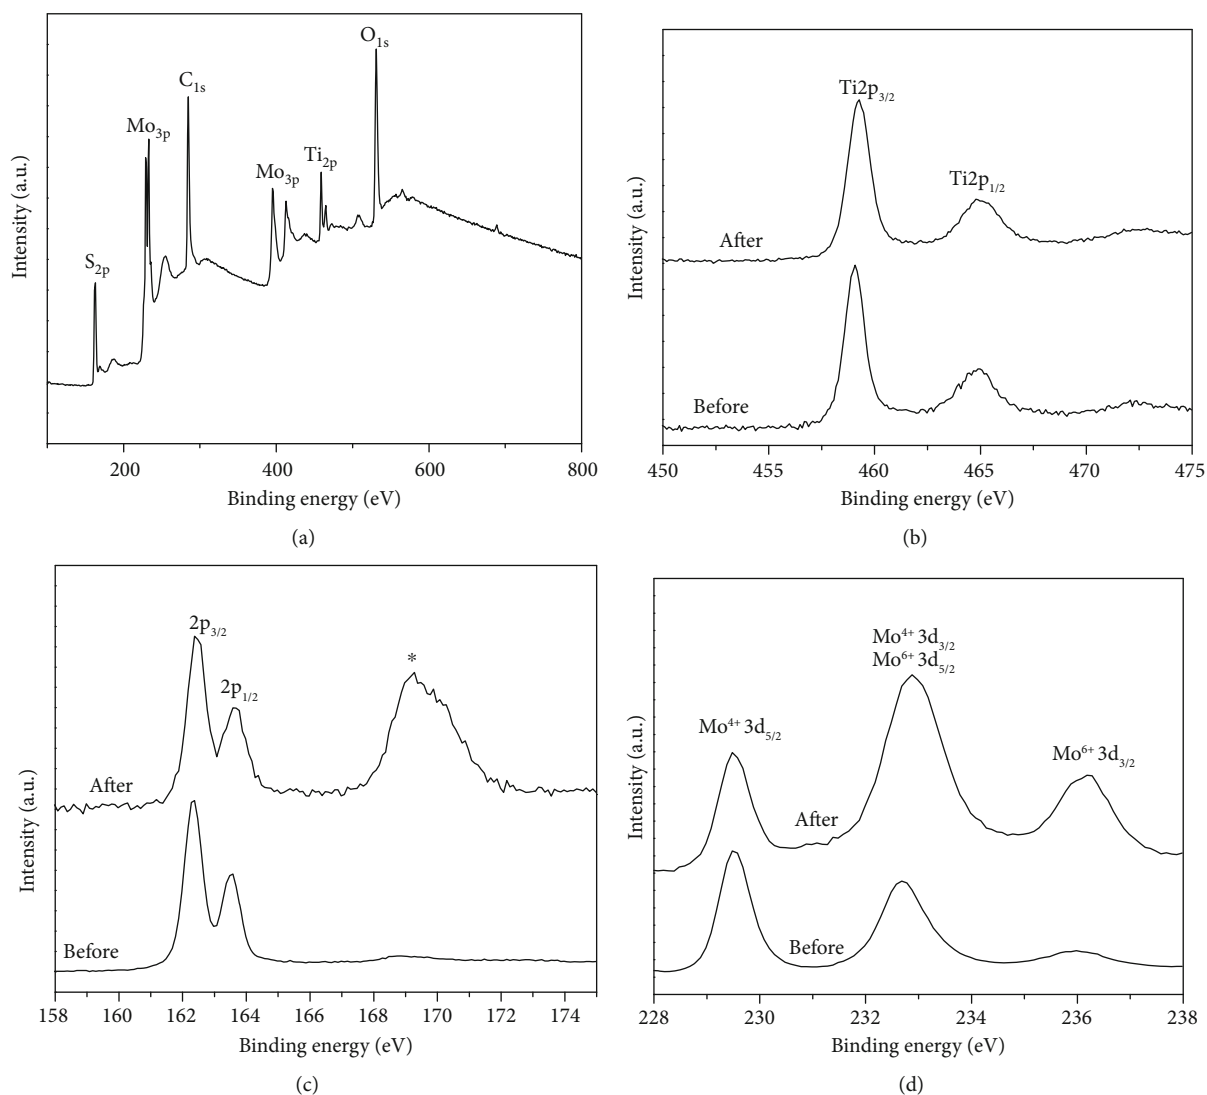 O1s
C1s
Mo3p
Ti2p
Mo3p
S2p
Intensity (a.u.)
200 400 600 800
Binding energy (eV)
(a)
Ti2p3/2
Ti2p1/2
After
Before
Intensity (a.u.)
450 455 460 465 470 475
Binding energy (eV)
(b)
2p3/2
*
2p1/2
After
Before
Intensity (a.u.)
158 160 162 164 166 168 170 172 174
Binding energy (eV)
(c)
Mo4+ 3d3/2
Mo6+ 3d5/2
Mo4+ 3d5/2
Mo6+ 3d3/2
After
Before
Intensity (a.u.)
228 230 232 234 236 238
Binding energy (eV)
(d)